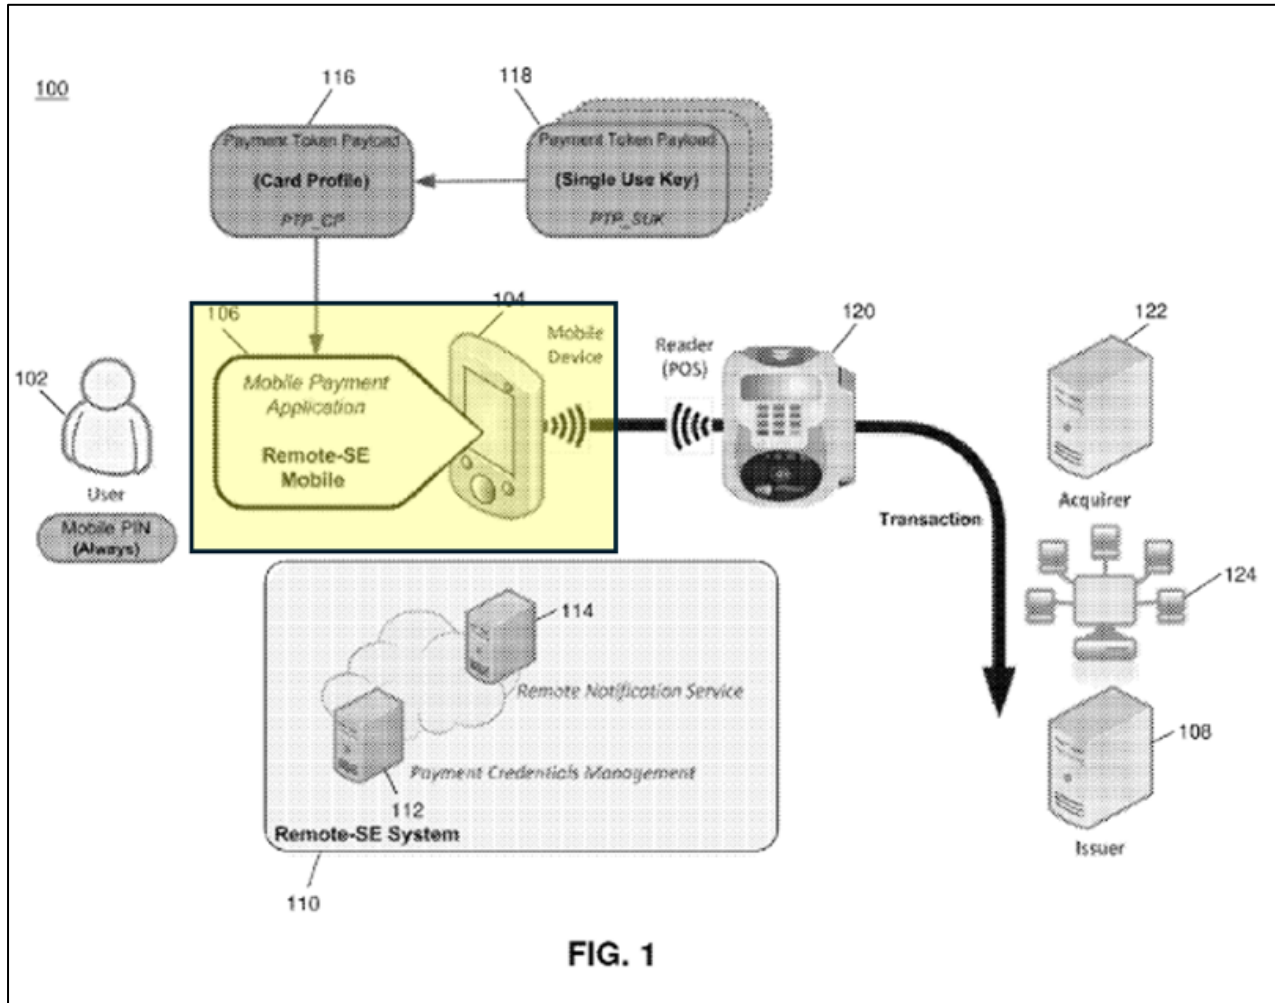 100
116
118
Payment Token Payload
(Card Profile)
PTP_CP
Payment Token Payload
(Single Use Key)
PTP_SUK
106
104
Mobile
Device
Mobile Payment
Application
Remote-SE
Mobile
Reader
(POS)
120
122
102
User
Mobile PIN
(Always)
Transaction
Acquirer
124
114
Remote Notification Service
Payment Credentials Management
112
Remote-SE System
110
108
Issuer
FIG. 1